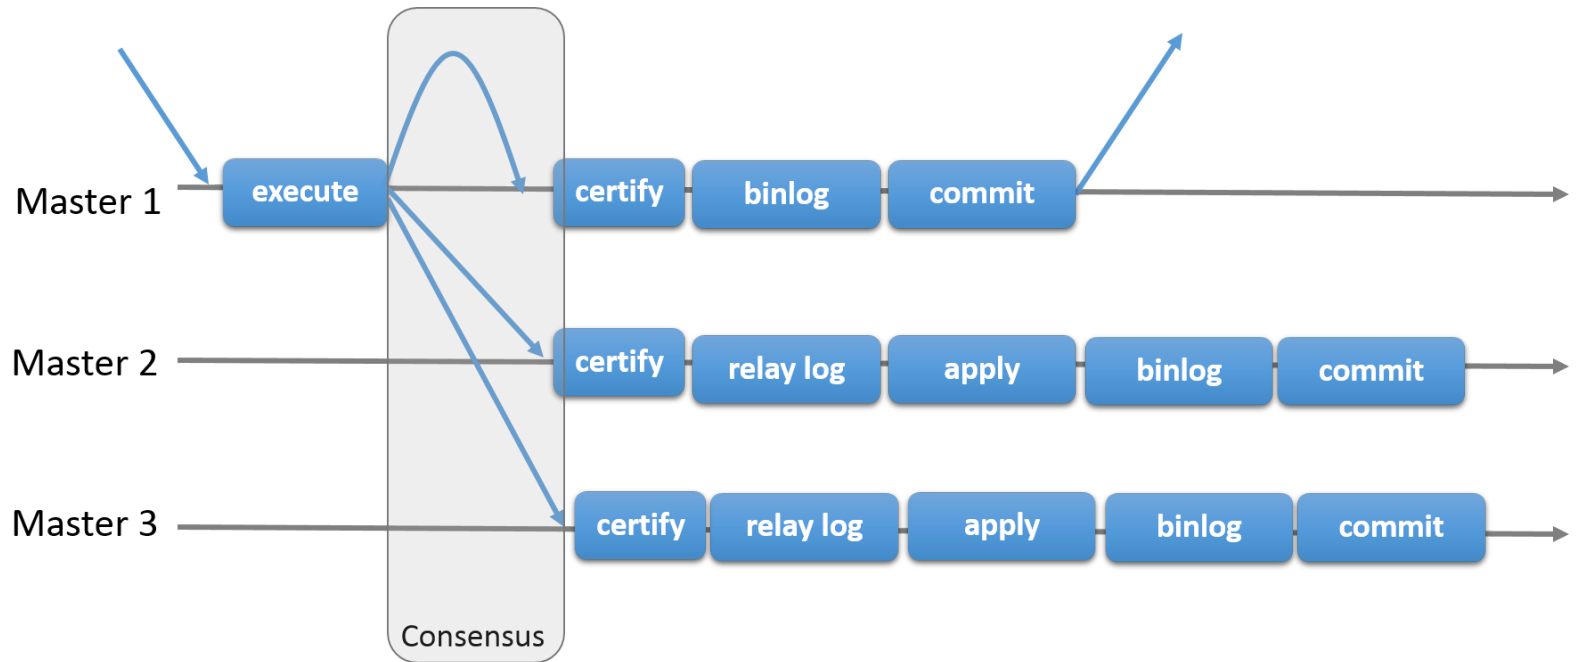 Master 1
execute
certify
binlog
commit
Master 2
certify
relay log
apply
binlog
commit
Master 3
certify
relay log
apply
binlog
commit
Consensus